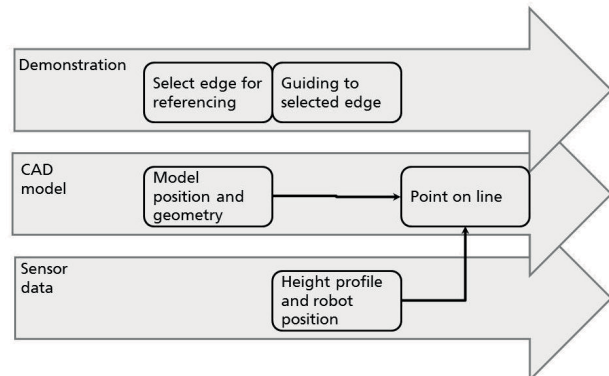 Demonstration
Select edge for
referencing
Guiding to
selected edge
CAD
model
Model
position and
geometry
Point on line
Sensor
data
Height profile
and robot
position